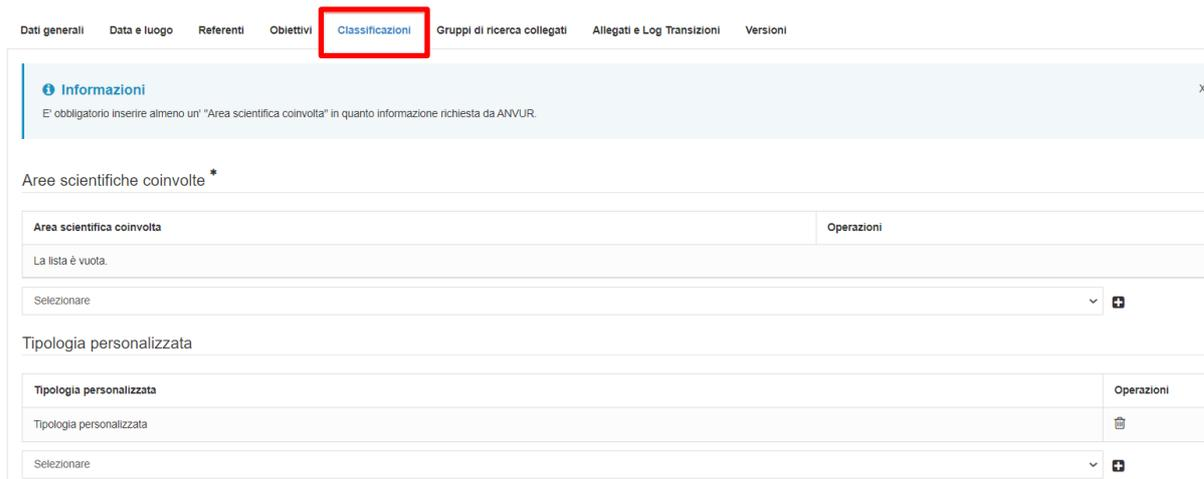 Dati generali Data e luogo Referenti Obiettivi Classificazioni Gruppi di ricerca collegati Allegati e Log Transizioni Versioni
Informazioni X
E' obbligatorio inserire almeno un' "Area scientifica coinvolta" in quanto informazione richiesta da ANVUR.
Aree scientifiche coinvolte *
Area scientifica coinvolta Operazioni
La lista è vuota.
Selezionare
Tipologia personalizzata
Tipologia personalizzata Operazioni
Tipologia personalizzata
Selezionare